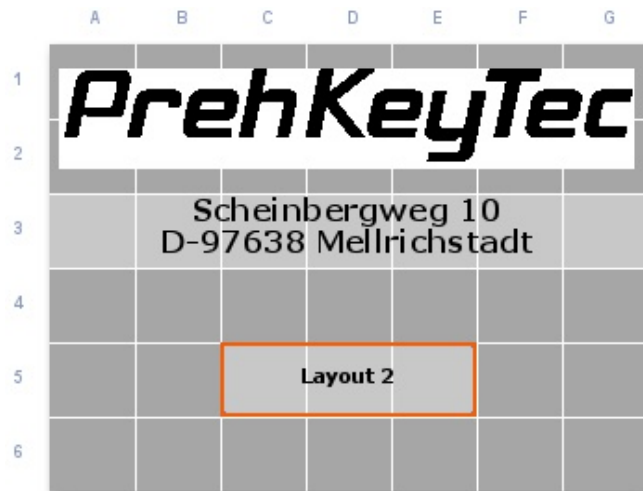 A B C D E F G
1
PrehKeyTec
2
3
Scheinbergweg 10
D-97638 Mellrichstadt
4
5
Layout 2
6